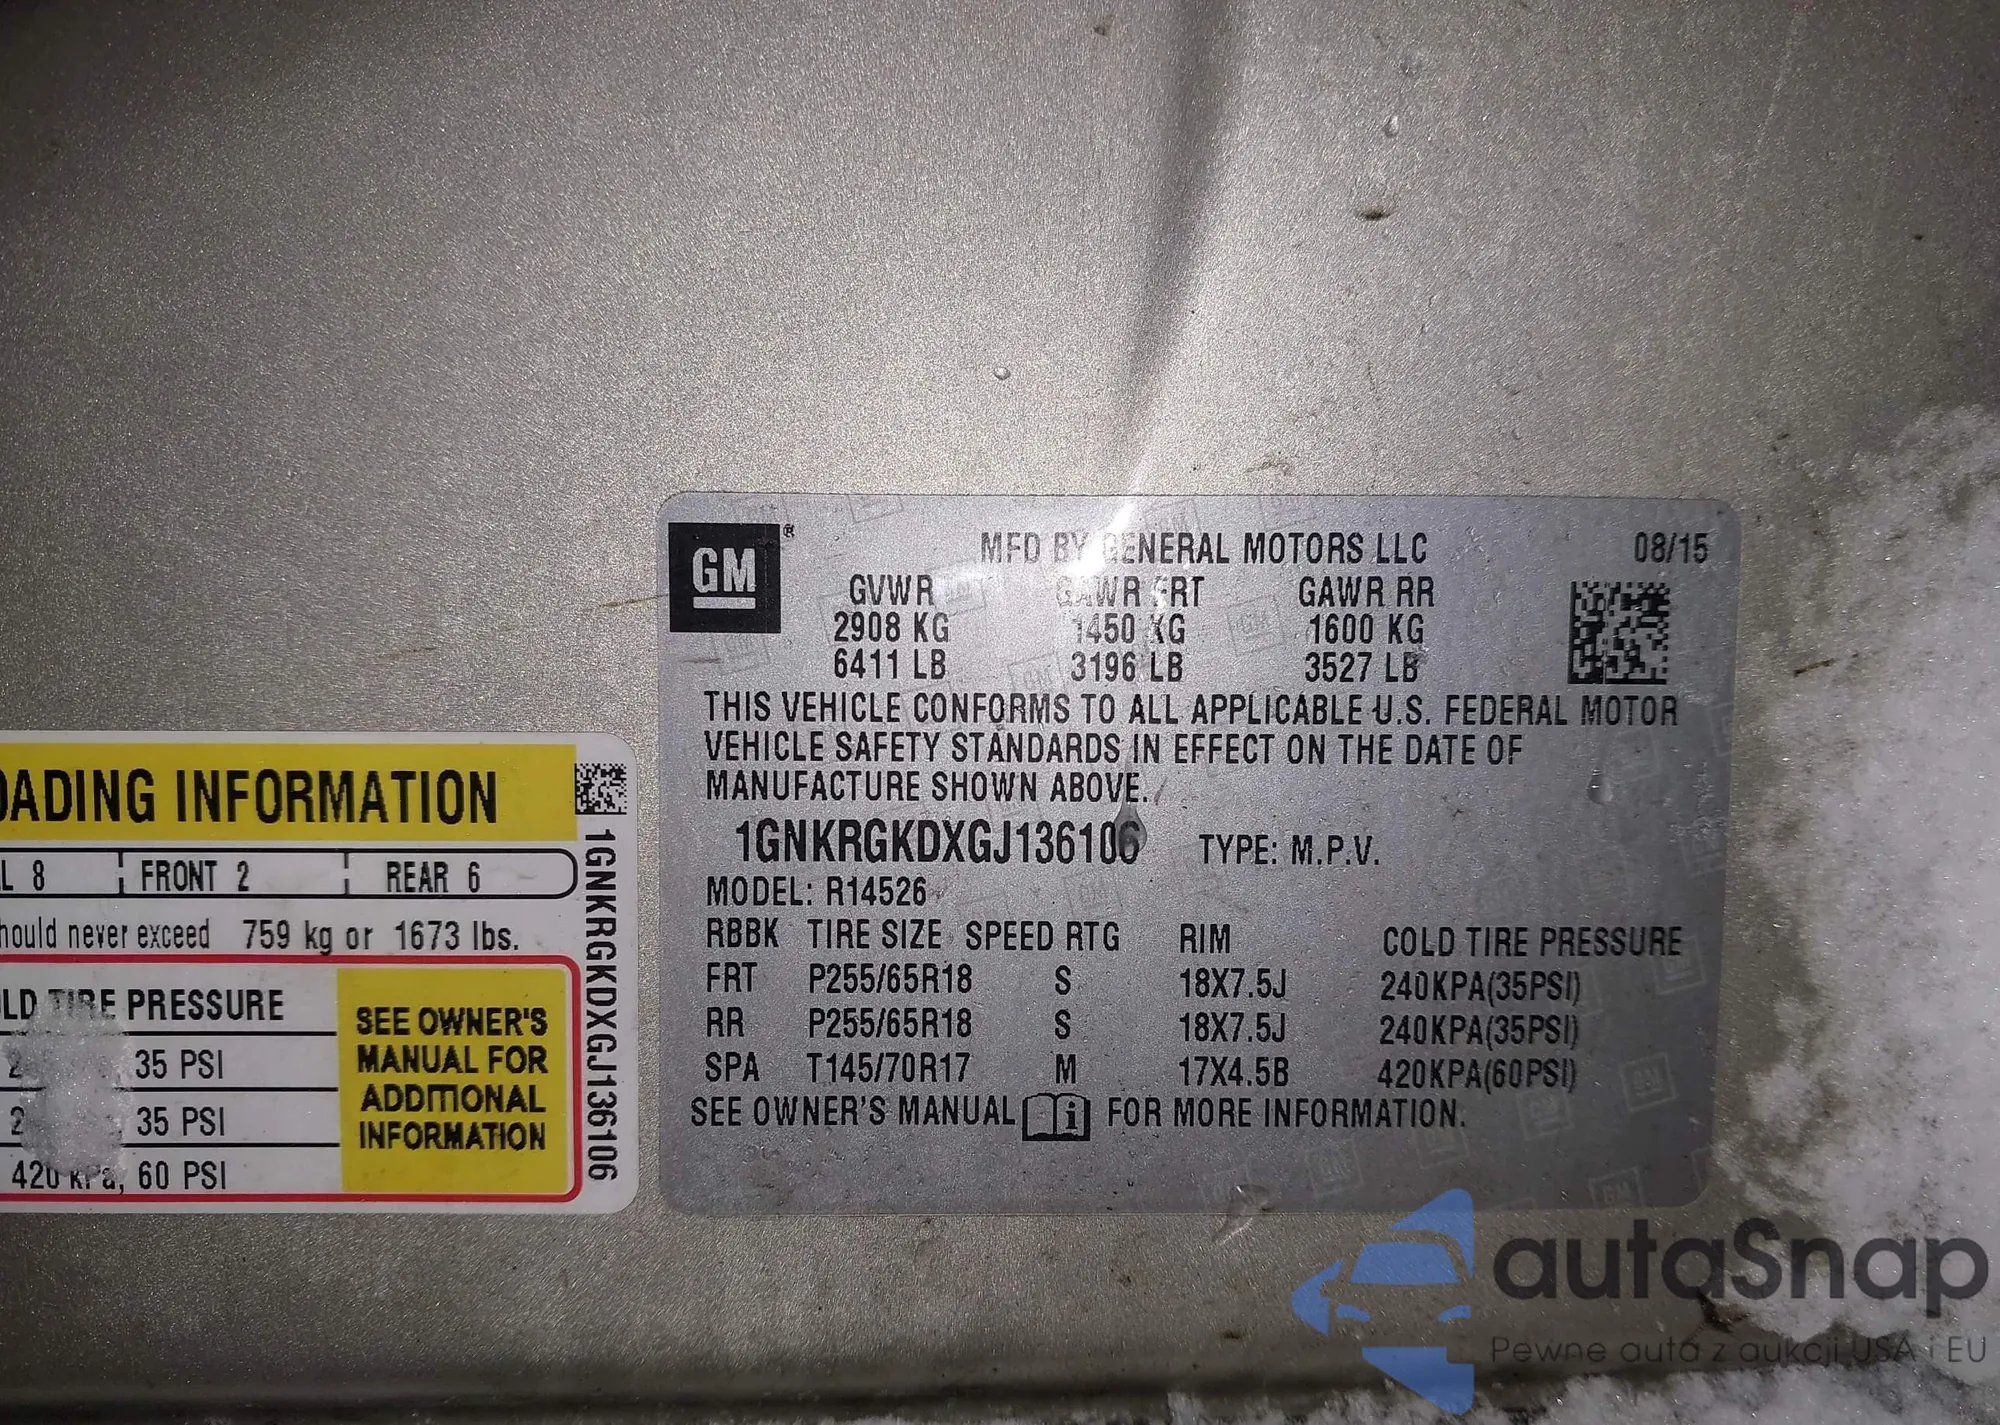 GM®
MFD BY GENERAL MOTORS LLC 08/15
GVWR GAWR FRT GAWR RR
2908 KG 1450 KG 1600 KG
6411 LB 3196 LB 3527 LB
THIS VEHICLE CONFORMS TO ALL APPLICABLE U.S. FEDERAL MOTOR
VEHICLE SAFETY STANDARDS IN EFFECT ON THE DATE OF
MANUFACTURE SHOWN ABOVE.
1GNKRGKDXGJ136106 TYPE: M.P.V.
MODEL: R14526
RBBK TIRE SIZE SPEED RTG RIM COLD TIRE PRESSURE
FRT P255/65R18 S 18X7.5J 240KPA(35PSI)
RR P255/65R18 S 18X7.5J 240KPA(35PSI)
SPA T145/70R17 M 17X4.5B 420KPA(60PSI)
SEE OWNER'S MANUAL FOR MORE INFORMATION.
OADING INFORMATION
L 8 FRONT 2 REAR 6
hould never exceed 759 kg or 1673 lbs.
LD TIRE PRESSURE
35 PSI
35 PSI
420 kPa, 60 PSI
SEE OWNER'S
MANUAL FOR
ADDITIONAL
INFORMATION
1GNKRGKDXGJ136106
autaSnap
Pewne auta z aukcji USA i EU